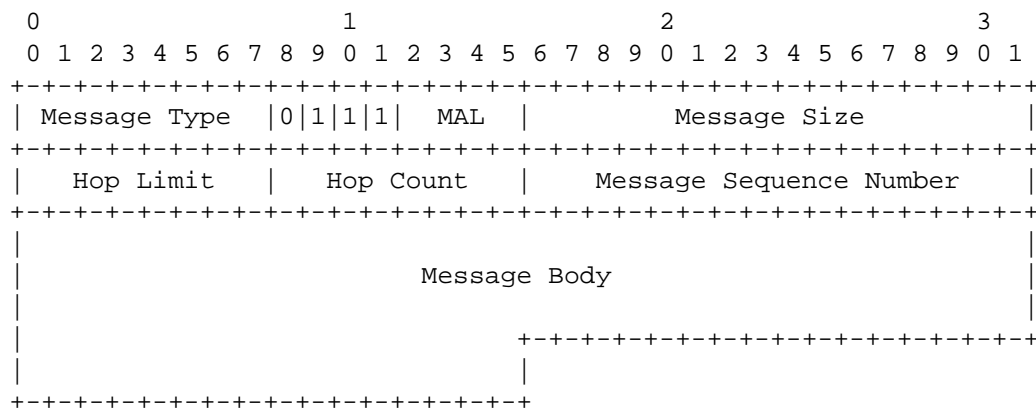 0                   1                   2                   3
 0 1 2 3 4 5 6 7 8 9 0 1 2 3 4 5 6 7 8 9 0 1 2 3 4 5 6 7 8 9 0 1
+-+-+-+-+-+-+-+-+-+-+-+-+-+-+-+-+-+-+-+-+-+-+-+-+-+-+-+-+-+-+-+-+
| Message Type  |0|1|1|1|  MAL  |         Message Size          |
+-+-+-+-+-+-+-+-+-+-+-+-+-+-+-+-+-+-+-+-+-+-+-+-+-+-+-+-+-+-+-+-+
|   Hop Limit   |   Hop Count   |    Message Sequence Number    |
+-+-+-+-+-+-+-+-+-+-+-+-+-+-+-+-+-+-+-+-+-+-+-+-+-+-+-+-+-+-+-+-+
|                                                               |
|                         Message Body                          |
|                                                               |
|                               +-+-+-+-+-+-+-+-+-+-+-+-+-+-+-+-+
|                               |
+-+-+-+-+-+-+-+-+-+-+-+-+-+-+-+-+